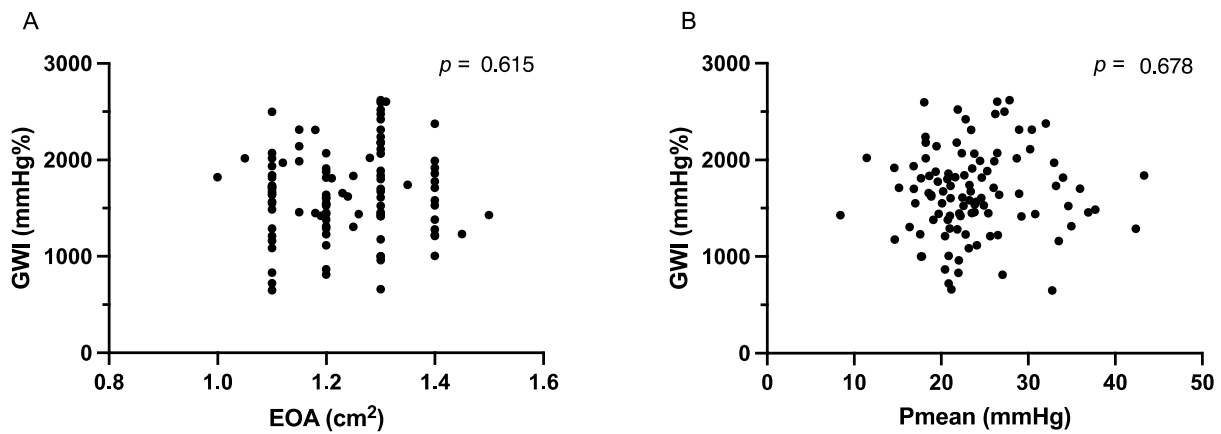 A
p = 0.615
GWI (mmHg%)
3000
2000
1000
0
0.8 1.0 1.2 1.4 1.6
EOA (cm²)
B
p = 0.678
GWI (mmHg%)
3000
2000
1000
0
0 10 20 30 40 50
Pmean (mmHg)